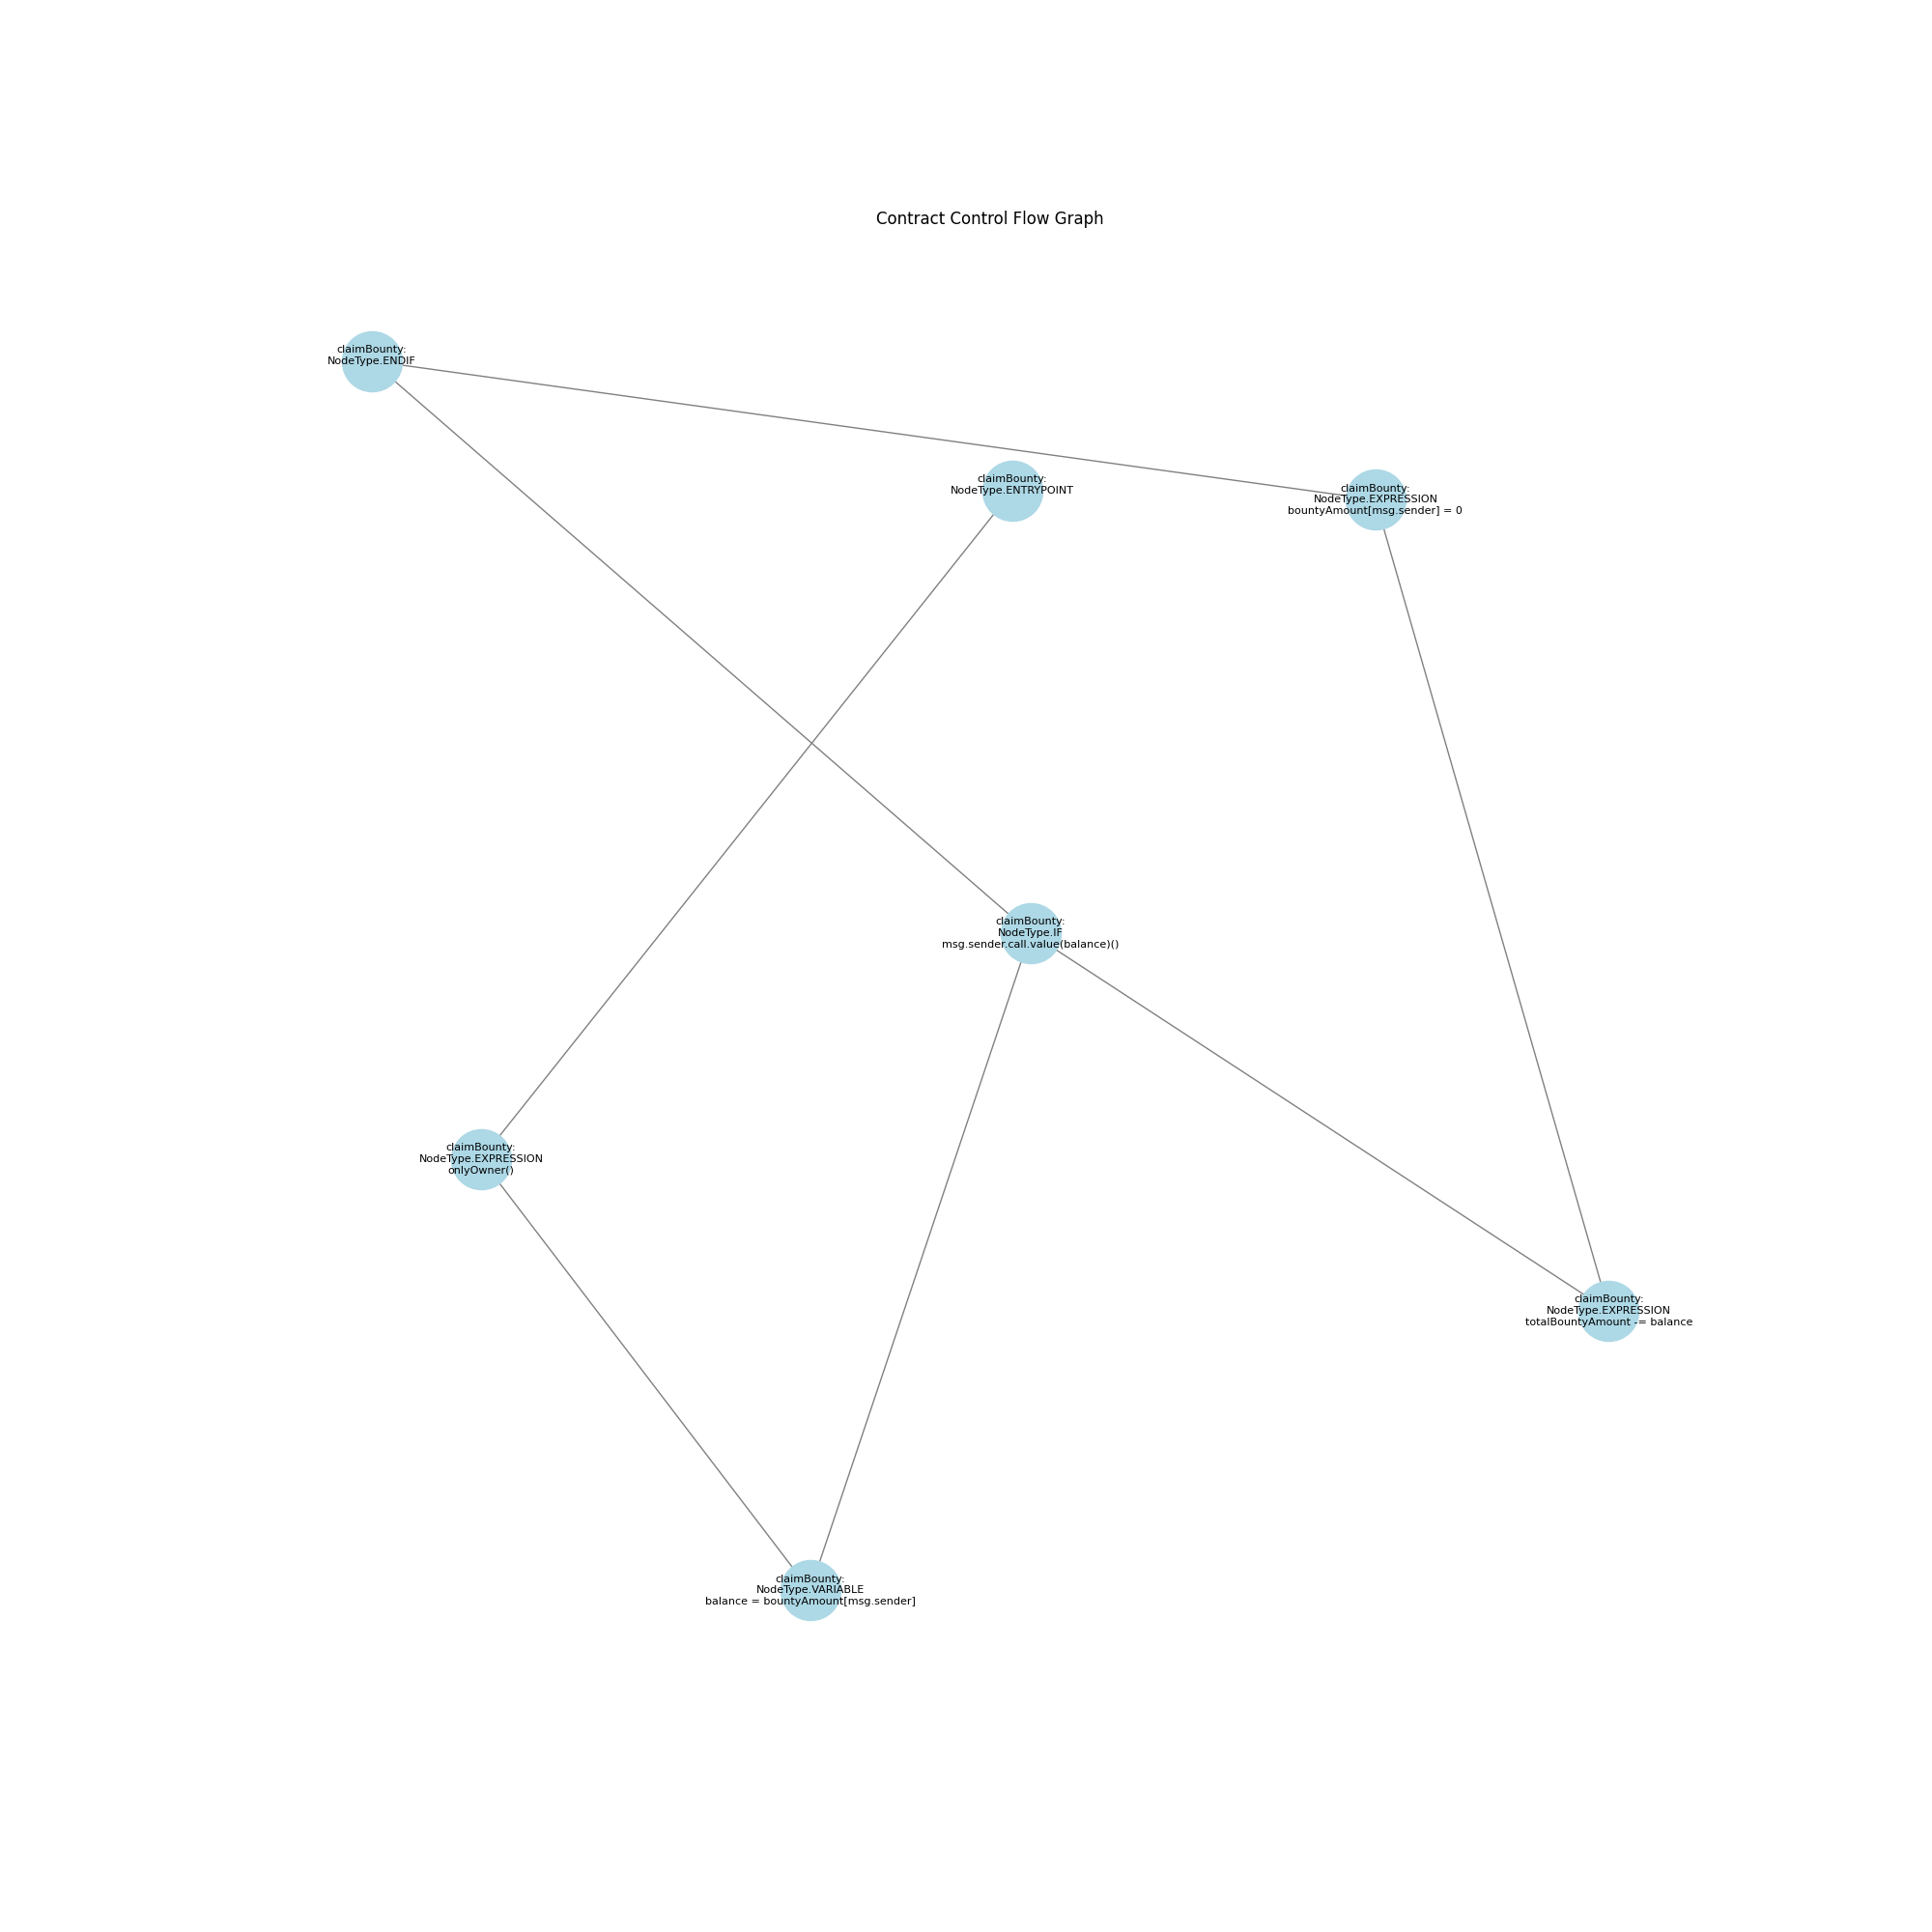 Contract Control Flow Graph
claimBounty:
NodeType.ENDIF
claimBounty:
NodeType.ENTRYPOINT
claimBounty:
NodeType.EXPRESSION
bountyAmount[msg.sender] = 0
claimBounty:
NodeType.IF
msg.sender.call.value(balance)()
claimBounty:
NodeType.EXPRESSION
onlyOwner()
claimBounty:
NodeType.EXPRESSION
totalBountyAmount -= balance
claimBounty:
NodeType.VARIABLE
balance = bountyAmount[msg.sender]